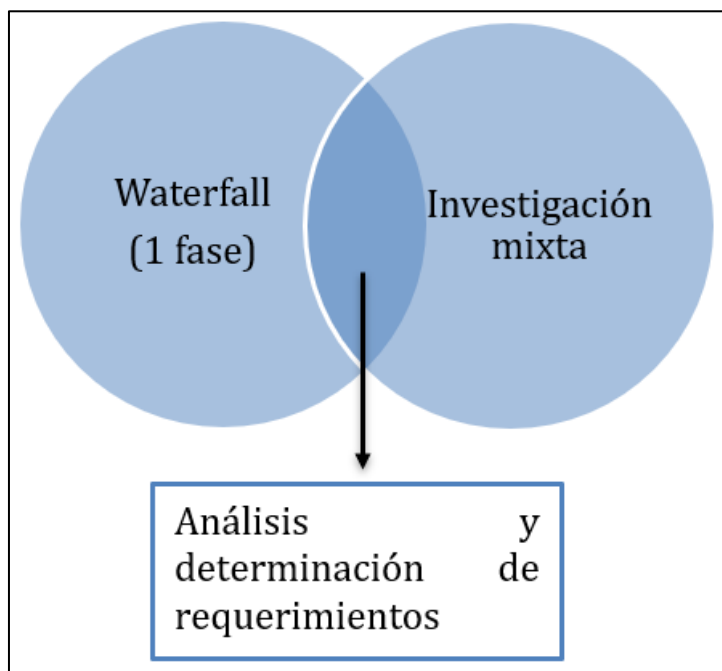 Waterfall
(1 fase)
Investigación
mixta
Análisis y
determinación de
requerimientos